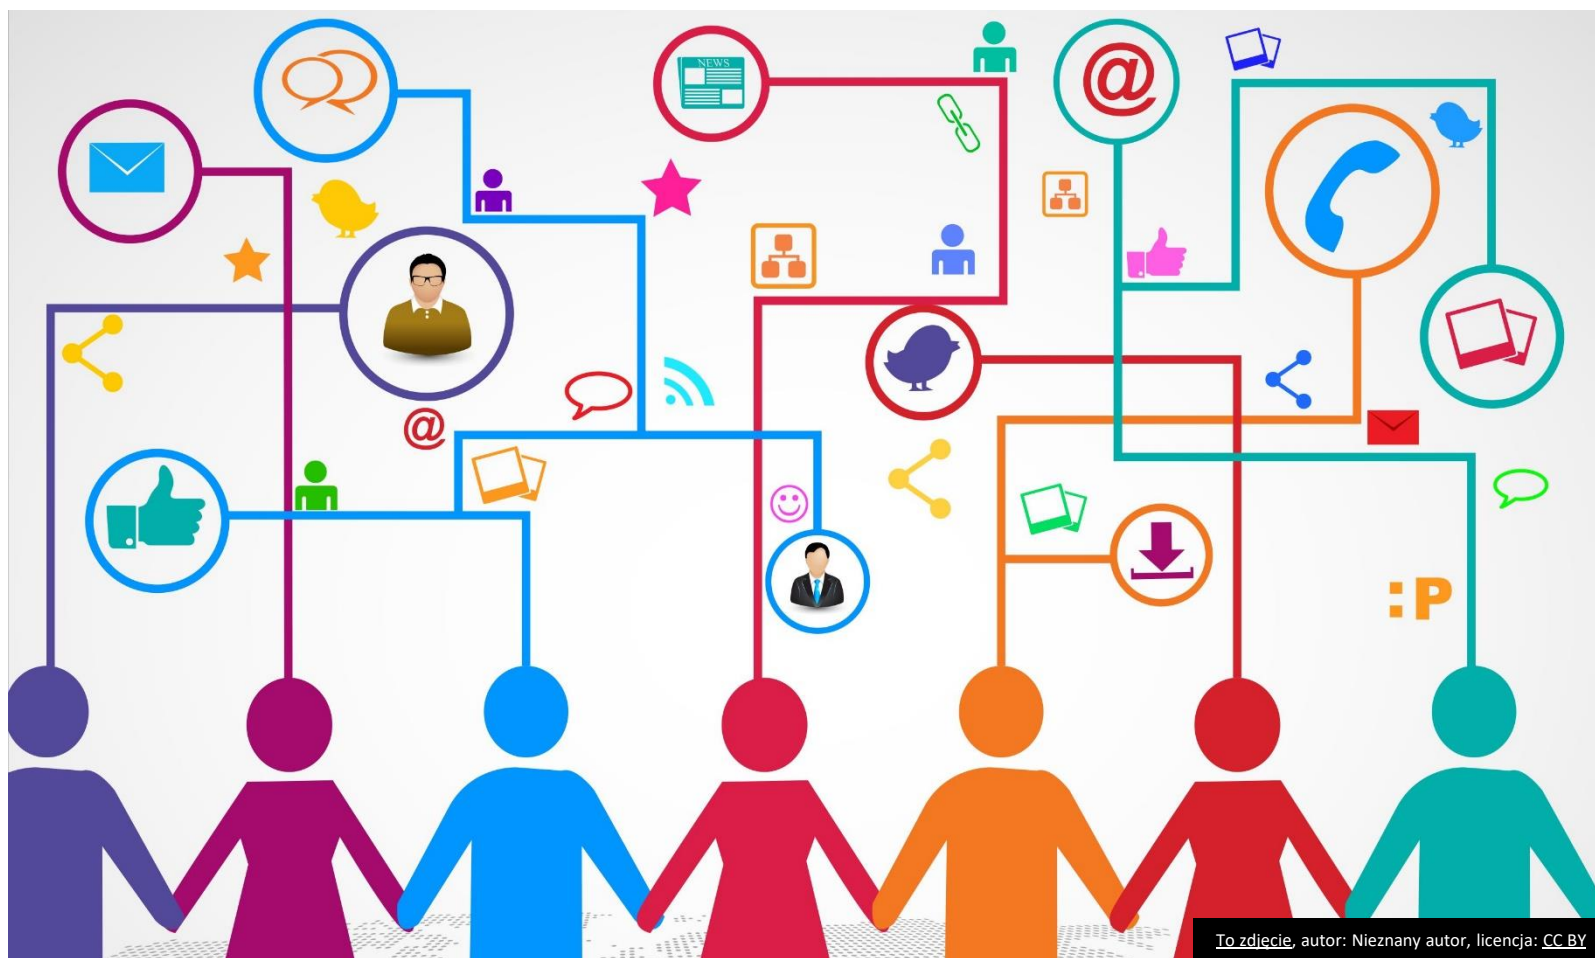 NEWS
@
@
:P
To zdjęcie, autor: Nieznany autor, licencja: CC BY